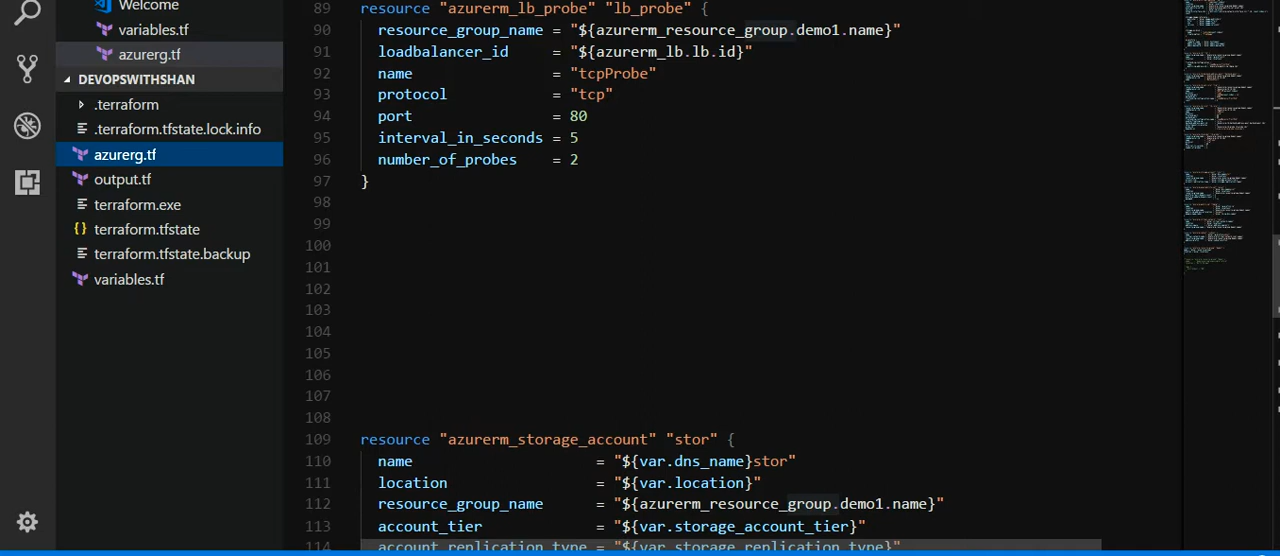 Welcome
variables.tf
azurerg.tf
DEVOPSWITHSHAN
.terraform
.terraform.tfstate.lock.info
azurerg.tf
output.tf
terraform.exe
terraform.tfstate
terraform.tfstate.backup
variables.tf
89 resource "azurerm_lb_probe" "lb_probe" {
90 resource_group_name = "${azurerm_resource_group.demo1.name}"
91 loadbalancer_id = "${azurerm_lb.lb.id}"
92 name = "tcpProbe"
93 protocol = "tcp"
94 port = 80
95 interval_in_seconds = 5
96 number_of_probes = 2
97 }
98
99
100
101
102
103
104
105
106
107
108
109 resource "azurerm_storage_account" "stor" {
110 name = "${var.dns_name}stor"
111 location = "${var.location}"
112 resource_group_name = "${azurerm_resource_group.demo1.name}"
113 account_tier = "${var.storage_account_tier}"
114 account_replication_type = "${var.storage_replication_type}"